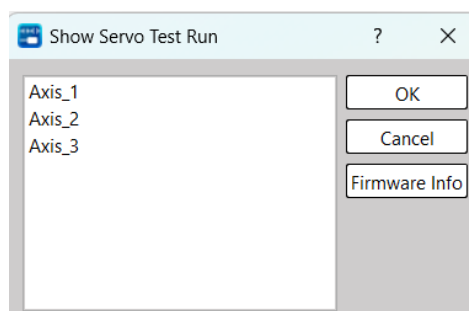 Show Servo Test Run ?
Axis_1
Axis_2
Axis_3
OK
Cancel
Firmware Info